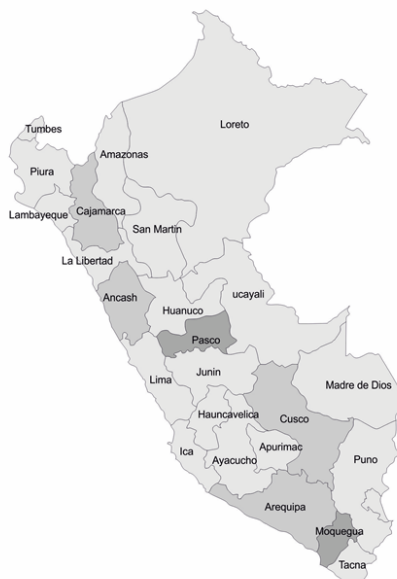 Loreto
Tumbes
Amazonas
Piura
Cajamarca
Lambayeque
San Martin
La Libertad
ucayali
Ancash
Huanuco
Pasco
Junin
Lima
Madre de Dios
Hauncavelica
Cusco
Apurimac
Ica
Ayacucho
Puno
Arequipa
Moquegua
Tacna